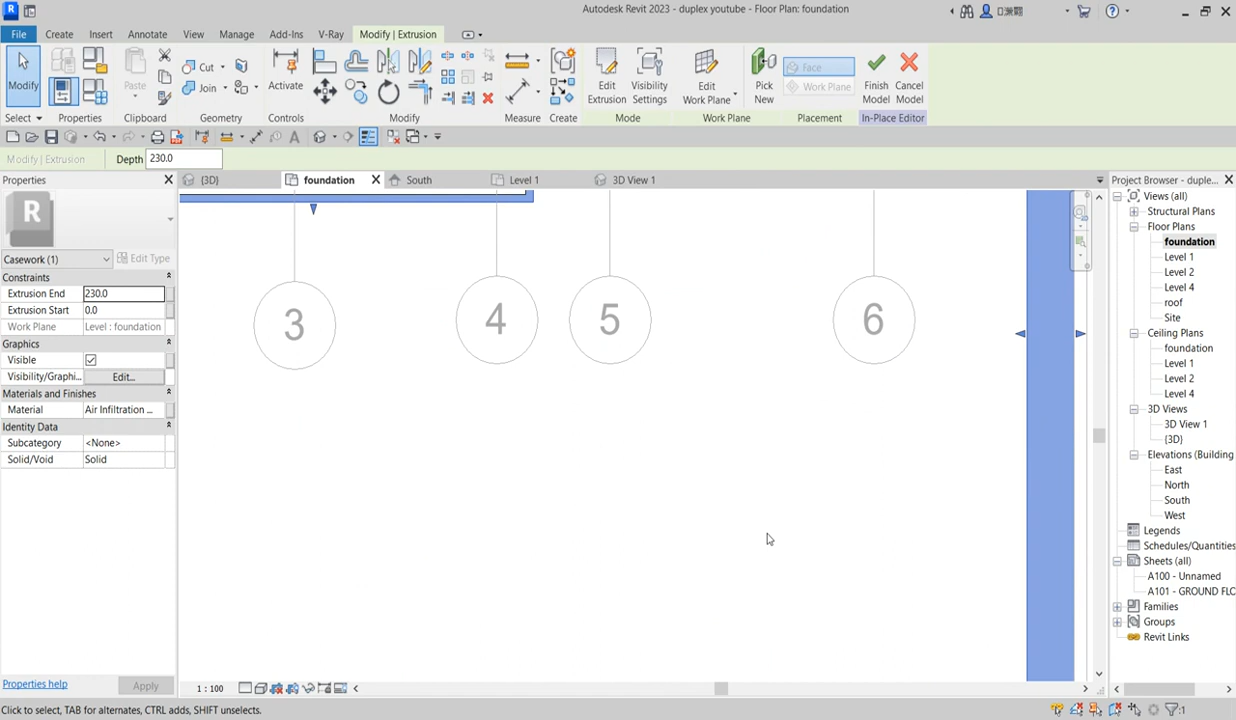 Autodesk Revit 2023 - duplex youtube - Floor Plan: foundation
File Create Insert Annotate View Manage Add-Ins V-Ray Modify | Extrusion
Modify Paste Cut Join Activate Edit Extrusion Visibility Settings Edit Work Plane Pick New Face Work Plane Finish Model Cancel Model
Select Properties Clipboard Geometry Controls Modify Measure Create Mode Work Plane Placement In-Place Editor
Modify | Extrusion Depth 230.0
Properties
{3D} foundation South Level 1 3D View 1
Project Browser - duple...
Casework (1) Edit Type
Constraints
Extrusion End 230.0
Extrusion Start 0.0
Work Plane Level : foundation
Graphics
Visible
Visibility/Graphi... Edit...
Materials and Finishes
Material Air Infiltration ...
Identity Data
Subcategory <None>
Solid/Void Solid
Properties help Apply
3 4 5 6
Views (all)
Structural Plans
Floor Plans
foundation
Level 1
Level 2
Level 4
roof
Site
Ceiling Plans
foundation
Level 1
Level 2
Level 4
3D Views
3D View 1
{3D}
Elevations (Building
East
North
South
West
Legends
Schedules/Quantities
Sheets (all)
A100 - Unnamed
A101 - GROUND FLC
Families
Groups
Revit Links
1 : 100
Click to select, TAB for alternates, CTRL adds, SHIFT unselects.
:1